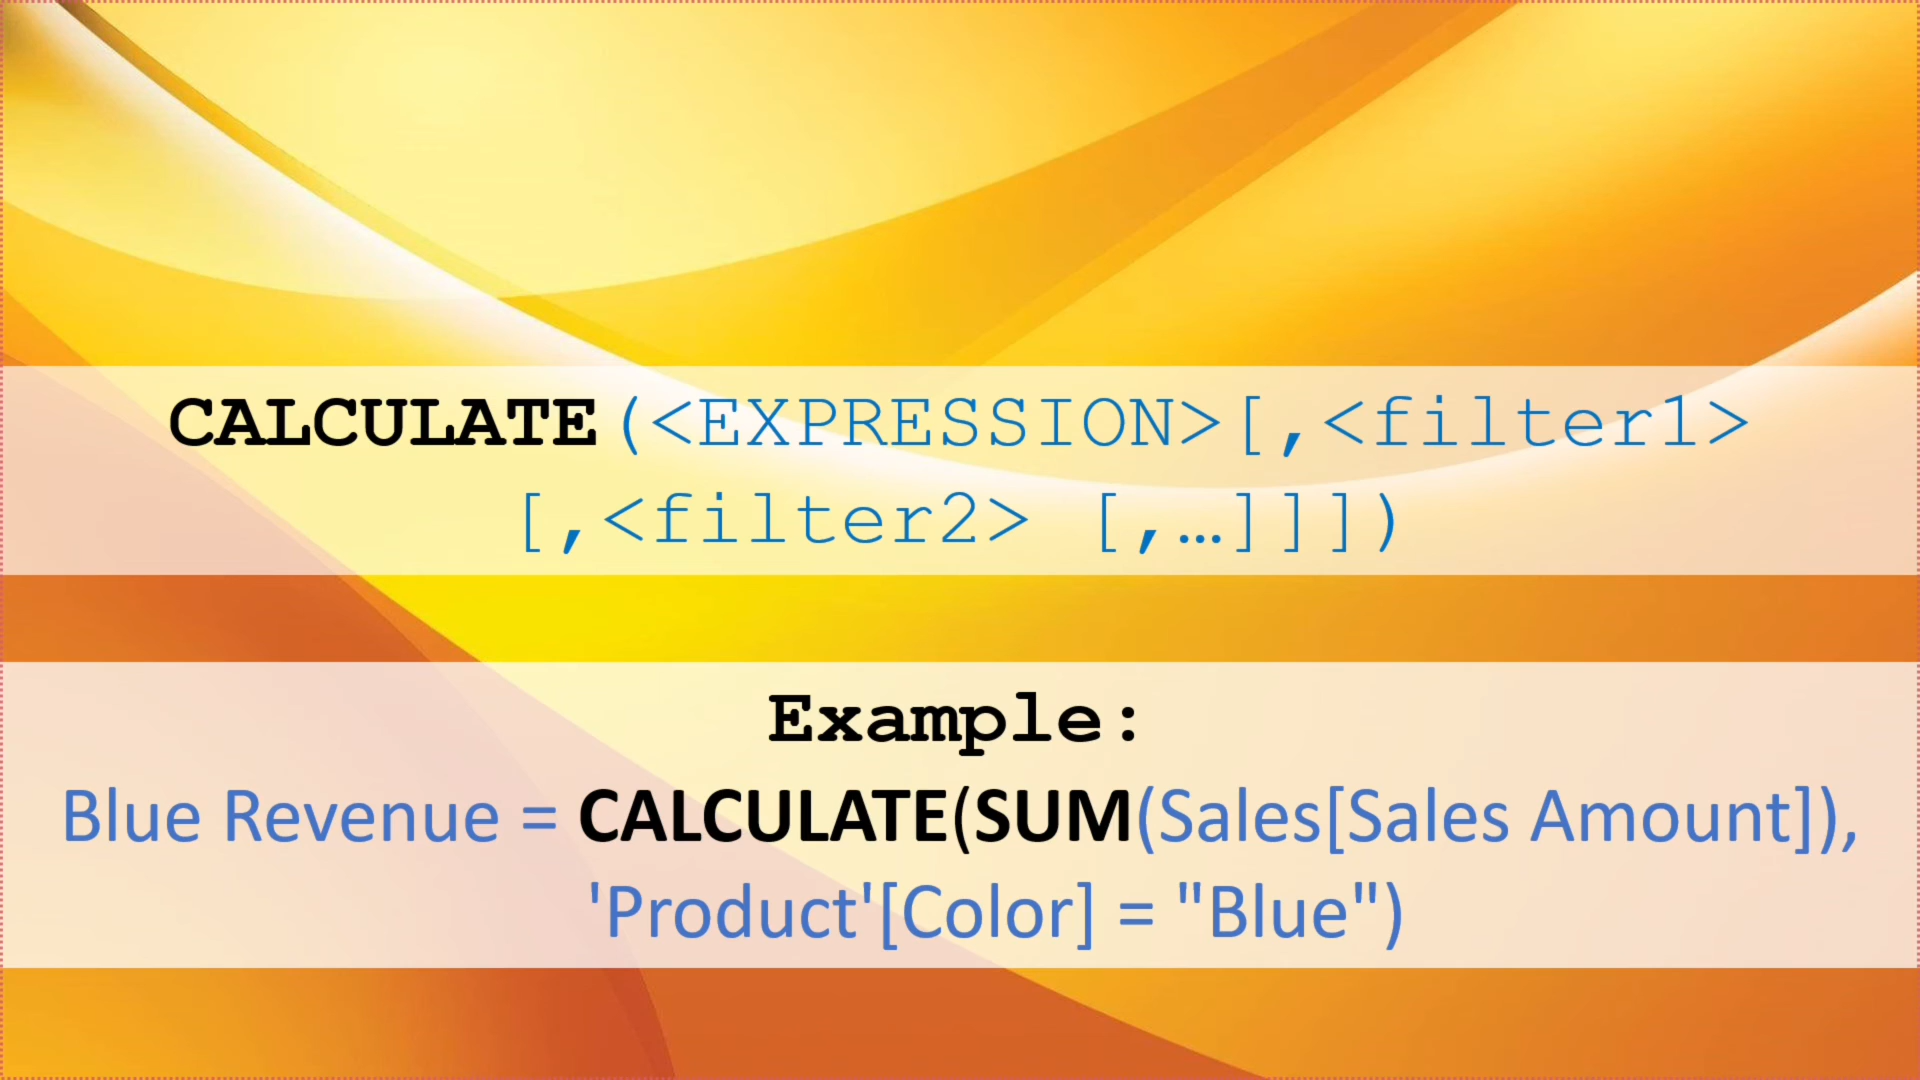 CALCULATE(<EXPRESSION>[,<filter1>
[,<filter2> [,…]]])
Example:
Blue Revenue = CALCULATE(SUM(Sales[Sales Amount]),
'Product'[Color] = "Blue")